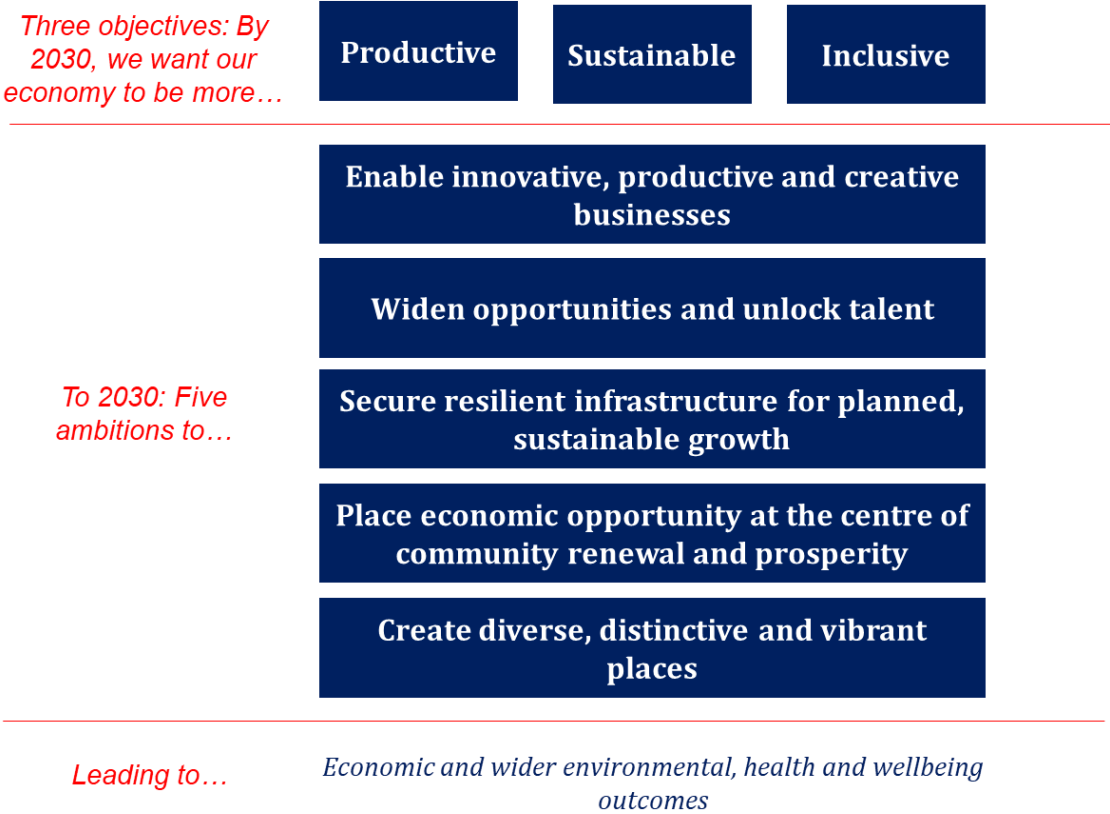 Three objectives: By
2030, we want our
economy to be more…
Productive
Sustainable
Inclusive
To 2030: Five
ambitions to…
Enable innovative, productive and creative
businesses
Widen opportunities and unlock talent
Secure resilient infrastructure for planned,
sustainable growth
Place economic opportunity at the centre of
community renewal and prosperity
Create diverse, distinctive and vibrant
places
Leading to…
Economic and wider environmental, health and wellbeing
outcomes